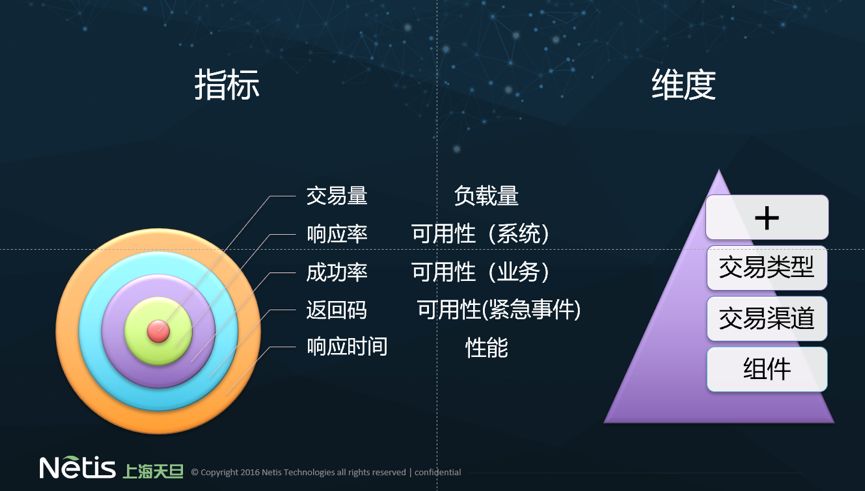 指标
维度
交易量 负载量
响应率 可用性（系统）
成功率 可用性（业务）
返回码 可用性(紧急事件)
响应时间 性能
+
交易类型
交易渠道
组件
Netis 上海天旦 © Copyright 2016 Netis Technologies all rights reserved | confidential